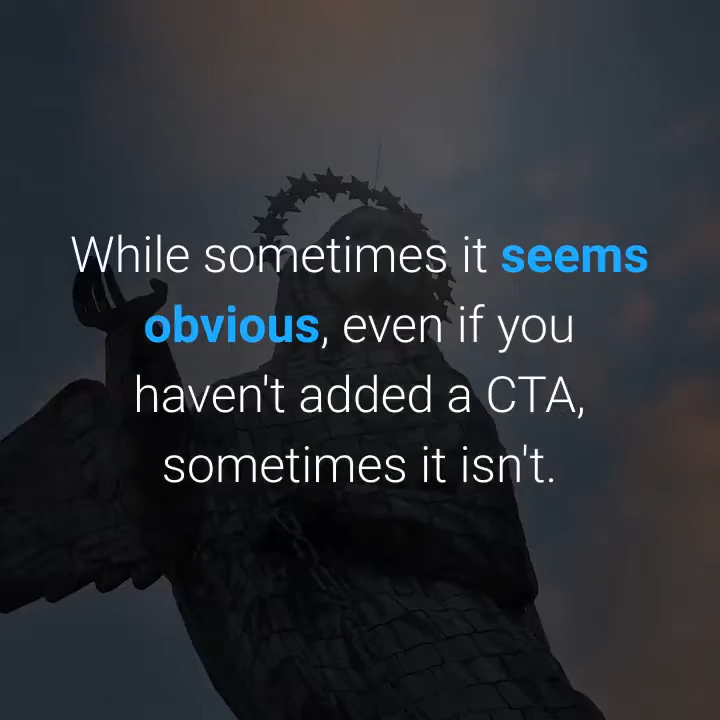 While sometimes it seems
obvious, even if you
haven't added a CTA,
sometimes it isn't.